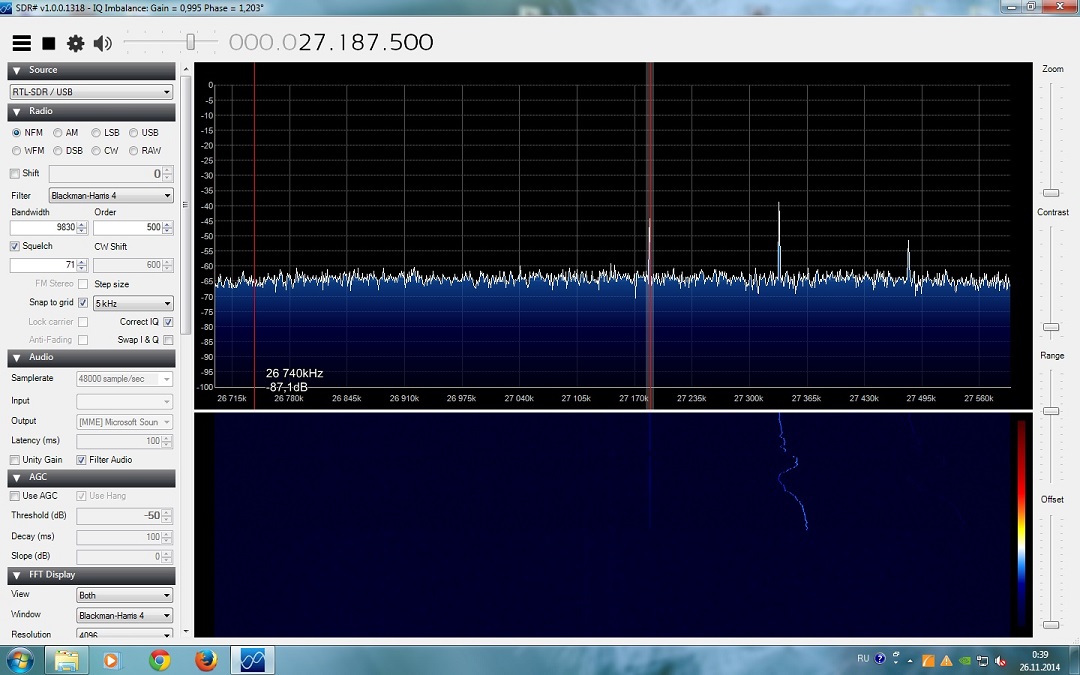 SDR# v1.0.0.1318 - IQ Imbalance: Gain = 0,995 Phase = 1,203°
000.027.187.500
Source
RTL-SDR / USB
Radio
NFM AM LSB USB
WFM DSB CW RAW
Shift 0
Filter Blackman-Harris 4
Bandwidth Order
9830 500
Squelch CW Shift
71 600
FM Stereo Step size
Snap to grid 5 kHz
Lock carrier Correct IQ
Anti-Fading Swap I & Q
Audio
Samplerate 48000 sample/sec
Input
Output [MME] Microsoft Soun
Latency (ms) 100
Unity Gain Filter Audio
AGC
Use AGC Use Hang
Threshold (dB) -50
Decay (ms) 100
Slope (dB) 0
FFT Display
View Both
Window Blackman-Harris 4
Resolution 4096
0
-5
-10
-15
-20
-25
-30
-35
-40
-45
-50
-55
-60
-65
-70
-75
-80
-85
-90
-95
-100
26 740kHz
-87,1dB
26 715k 26 780k 26 845k 26 910k 26 975k 27 040k 27 105k 27 170k 27 235k 27 300k 27 365k 27 430k 27 495k 27 560k
Zoom
Contrast
Range
Offset
RU
0:39
26.11.2014